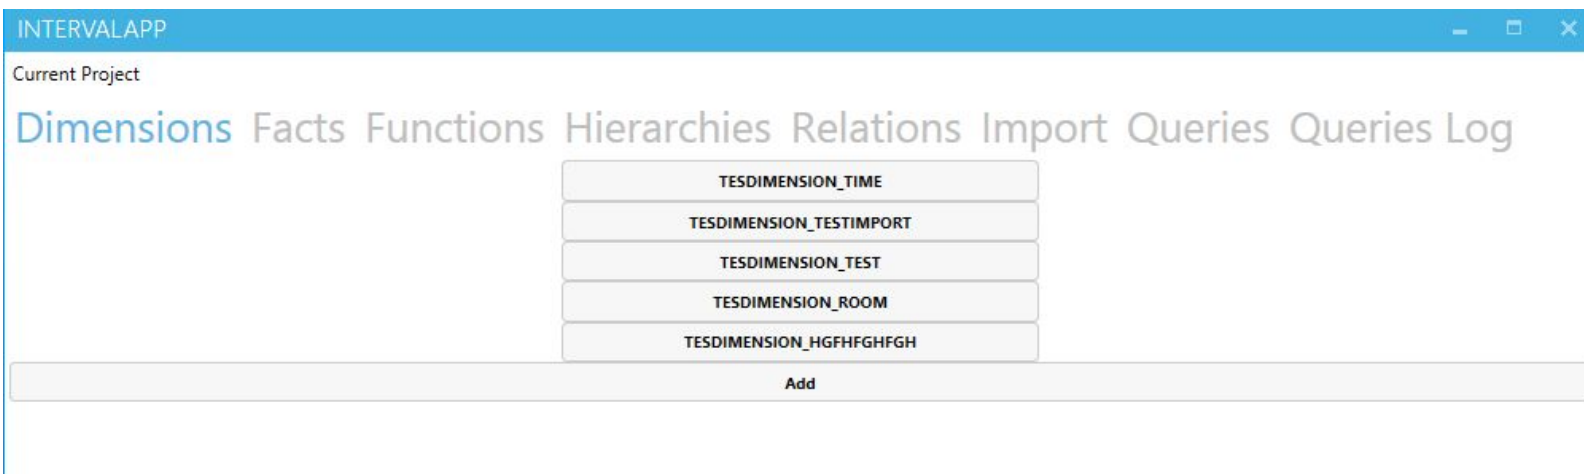 INTERVALAPP
Current Project
Dimensions Facts Functions Hierarchies Relations Import Queries Queries Log
TESDIMENSION_TIME
TESDIMENSION_TESTIMPORT
TESDIMENSION_TEST
TESDIMENSION_ROOM
TESDIMENSION_HGFHFGHFGH
Add